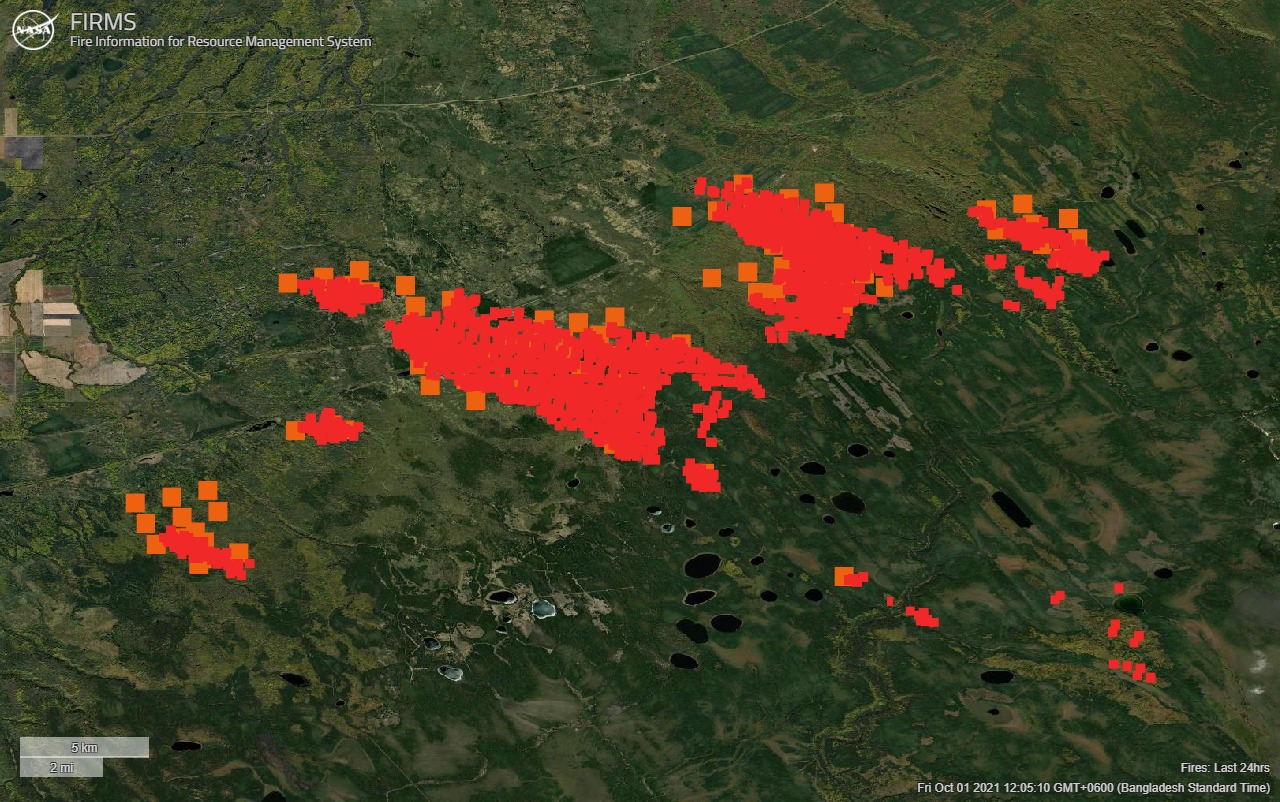 NASA
FIRMS
Fire Information for Resource Management System
5 km
2 mi
Fires: Last 24hrs
Fri Oct 01 2021 12:05:10 GMT+0600 (Bangladesh Standard Time)